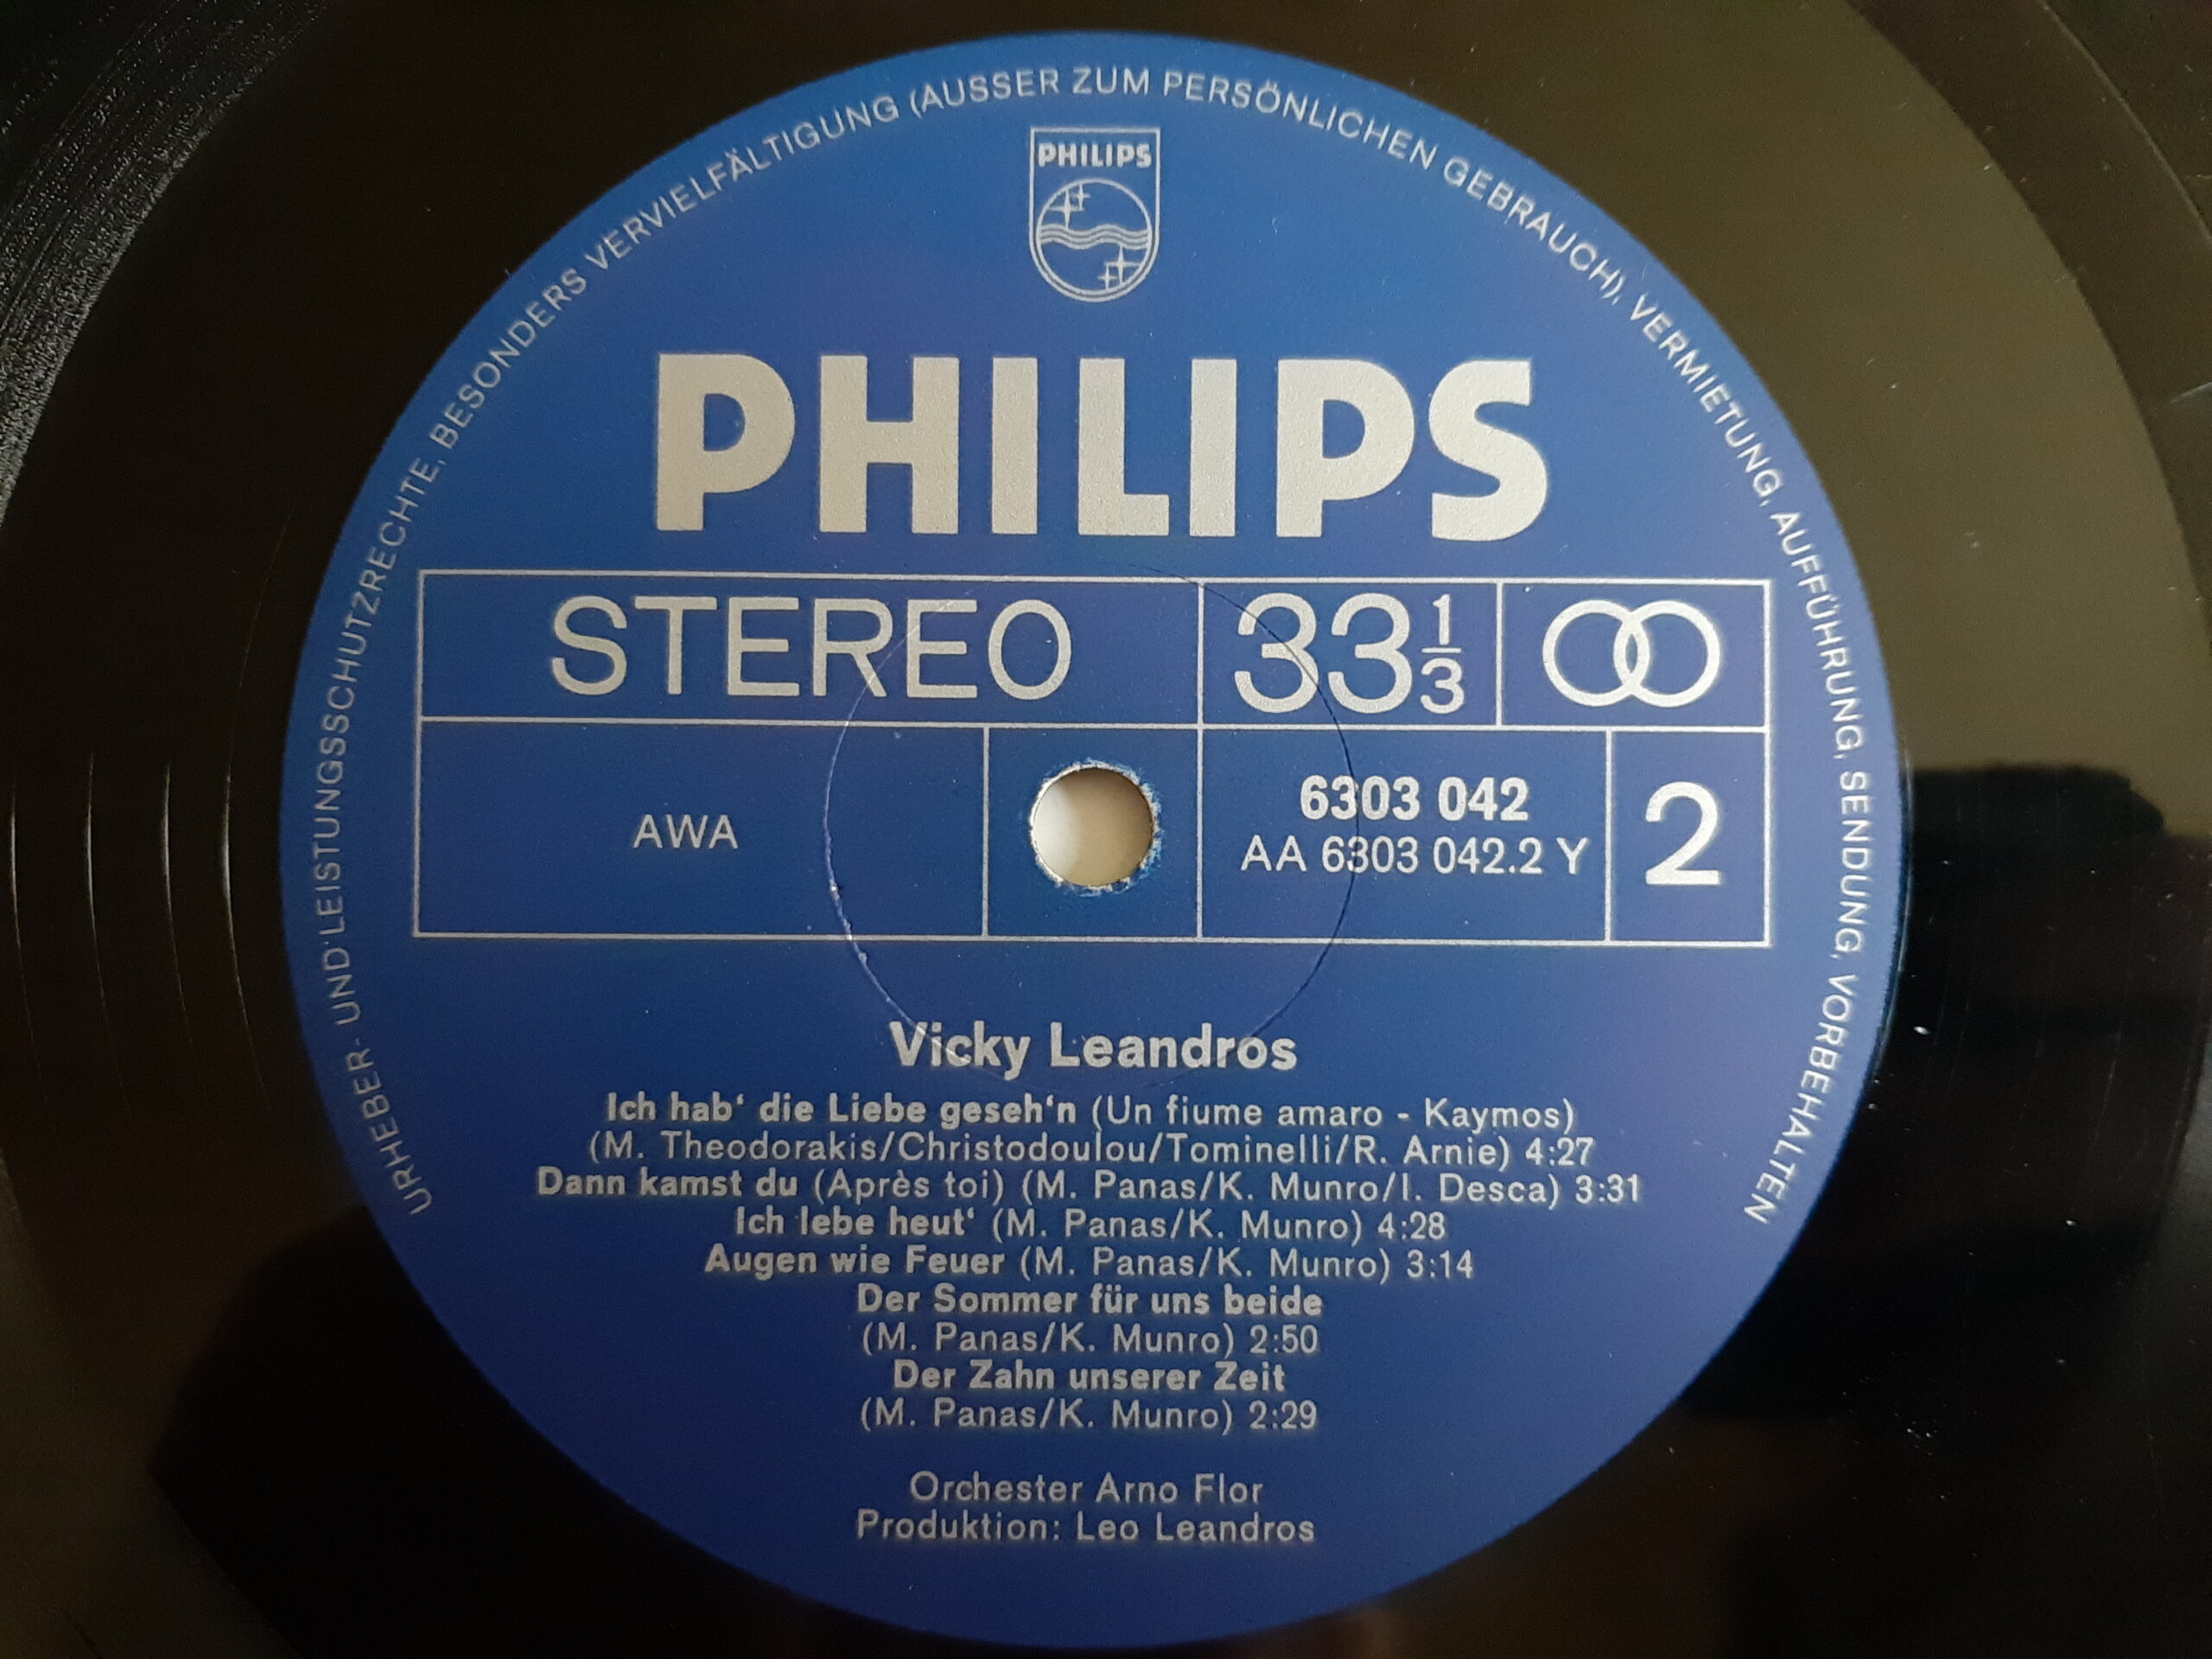 URHEBER- UND LEISTUNGSSCHUTZRECHTE, BESONDERS VERVIELFÄLTIGUNG (AUSSER ZUM PERSÖNLICHEN GEBRAUCH), VERMIETUNG, AUFFÜHRUNG, SENDUNG, VORBEHALTEN
PHILIPS
PHILIPS
STEREO 33 1/3
AWA
6303 042
AA 6303 042.2 Y
2
Vicky Leandros
Ich hab‘ die Liebe geseh‘n (Un fiume amaro - Kaymos)
(M. Theodorakis/Christodoulou/Tominelli/R. Arnie) 4:27
Dann kamst du (Après toi) (M. Panas/K. Munro/I. Desca) 3:31
Ich lebe heut‘ (M. Panas/K. Munro) 4:28
Augen wie Feuer (M. Panas/K. Munro) 3:14
Der Sommer für uns beide
(M. Panas/K. Munro) 2:50
Der Zahn unserer Zeit
(M. Panas/K. Munro) 2:29
Orchester Arno Flor
Produktion: Leo Leandros